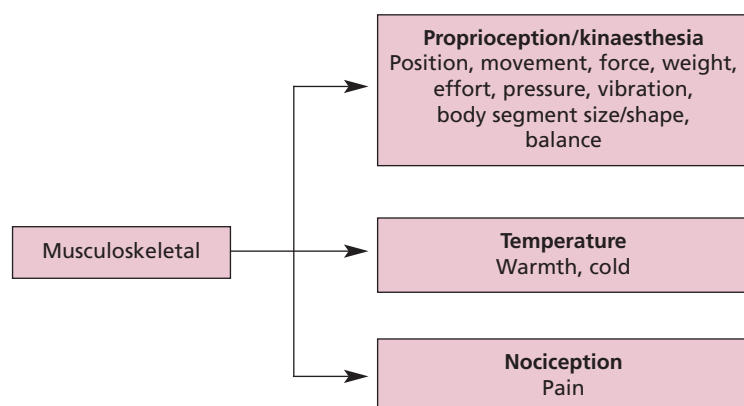 Proprioception/kinaesthesia
Position, movement, force, weight,
effort, pressure, vibration,
body segment size/shape,
balance
Musculoskeletal
Temperature
Warmth, cold
Nociception
Pain